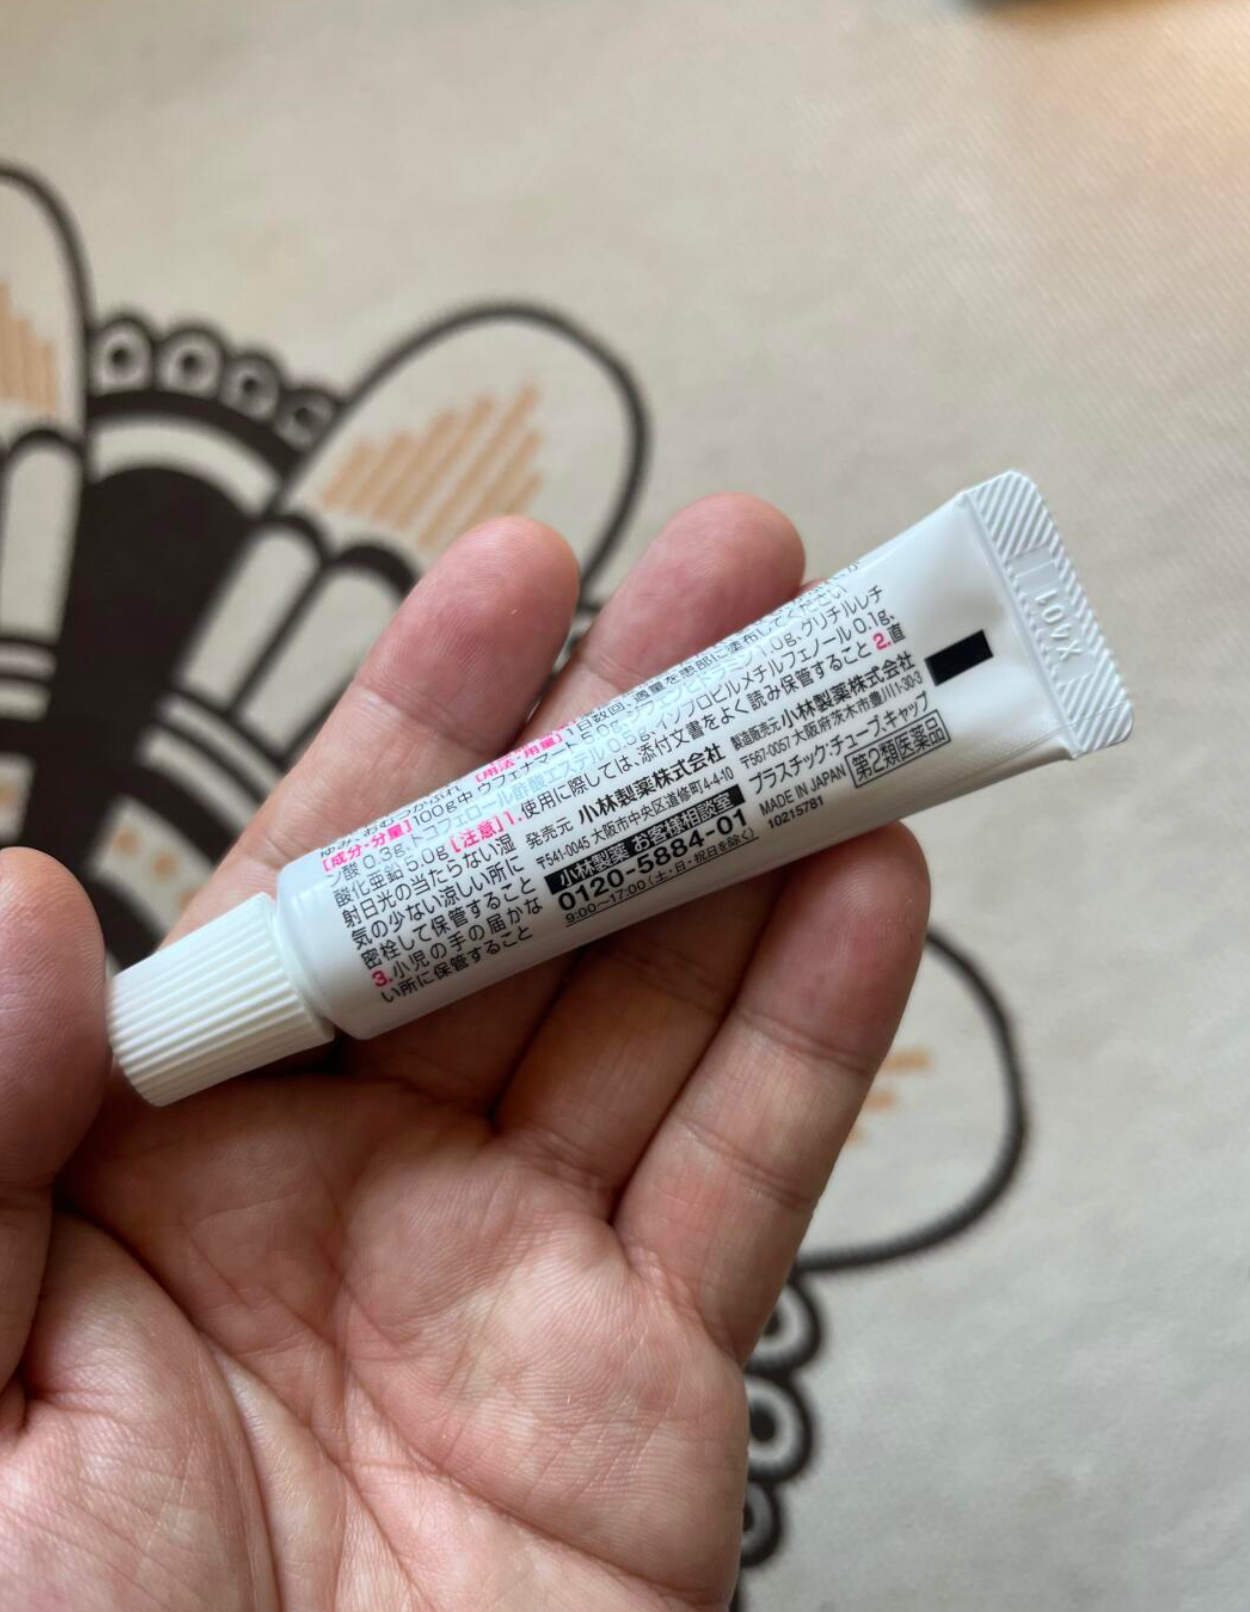 ゆみ、おむつかぶれ 【用法・用量】1日数回、適量を患部に塗布してください
【成分・分量】100g中 ウフェナマート5.0g、ジフェンヒドラミン1.0g、グリチルレチ
ン酸0.3g、トコフェロール酢酸エステル0.5g、イソプロピルメチルフェノール0.1g、
酸化亜鉛5.0g【注意】1.使用に際しては、添付文書をよく読み保管すること 2.直
射日光の当たらない湿
気の少ない涼しい所に
密栓して保管すること
3.小児の手の届かな
い所に保管すること
発売元 小林製薬株式会社
〒541-0045 大阪市中央区道修町4-4-10
小林製薬 お客様相談室
0120-5884-01
9:00〜17:00(土・日・祝日を除く)
製造販売元 小林製薬株式会社
〒567-0057 大阪府茨木市豊川1-30-3
プラスチック・チューブ、キャップ
MADE IN JAPAN 第2類医薬品
10215781
X401